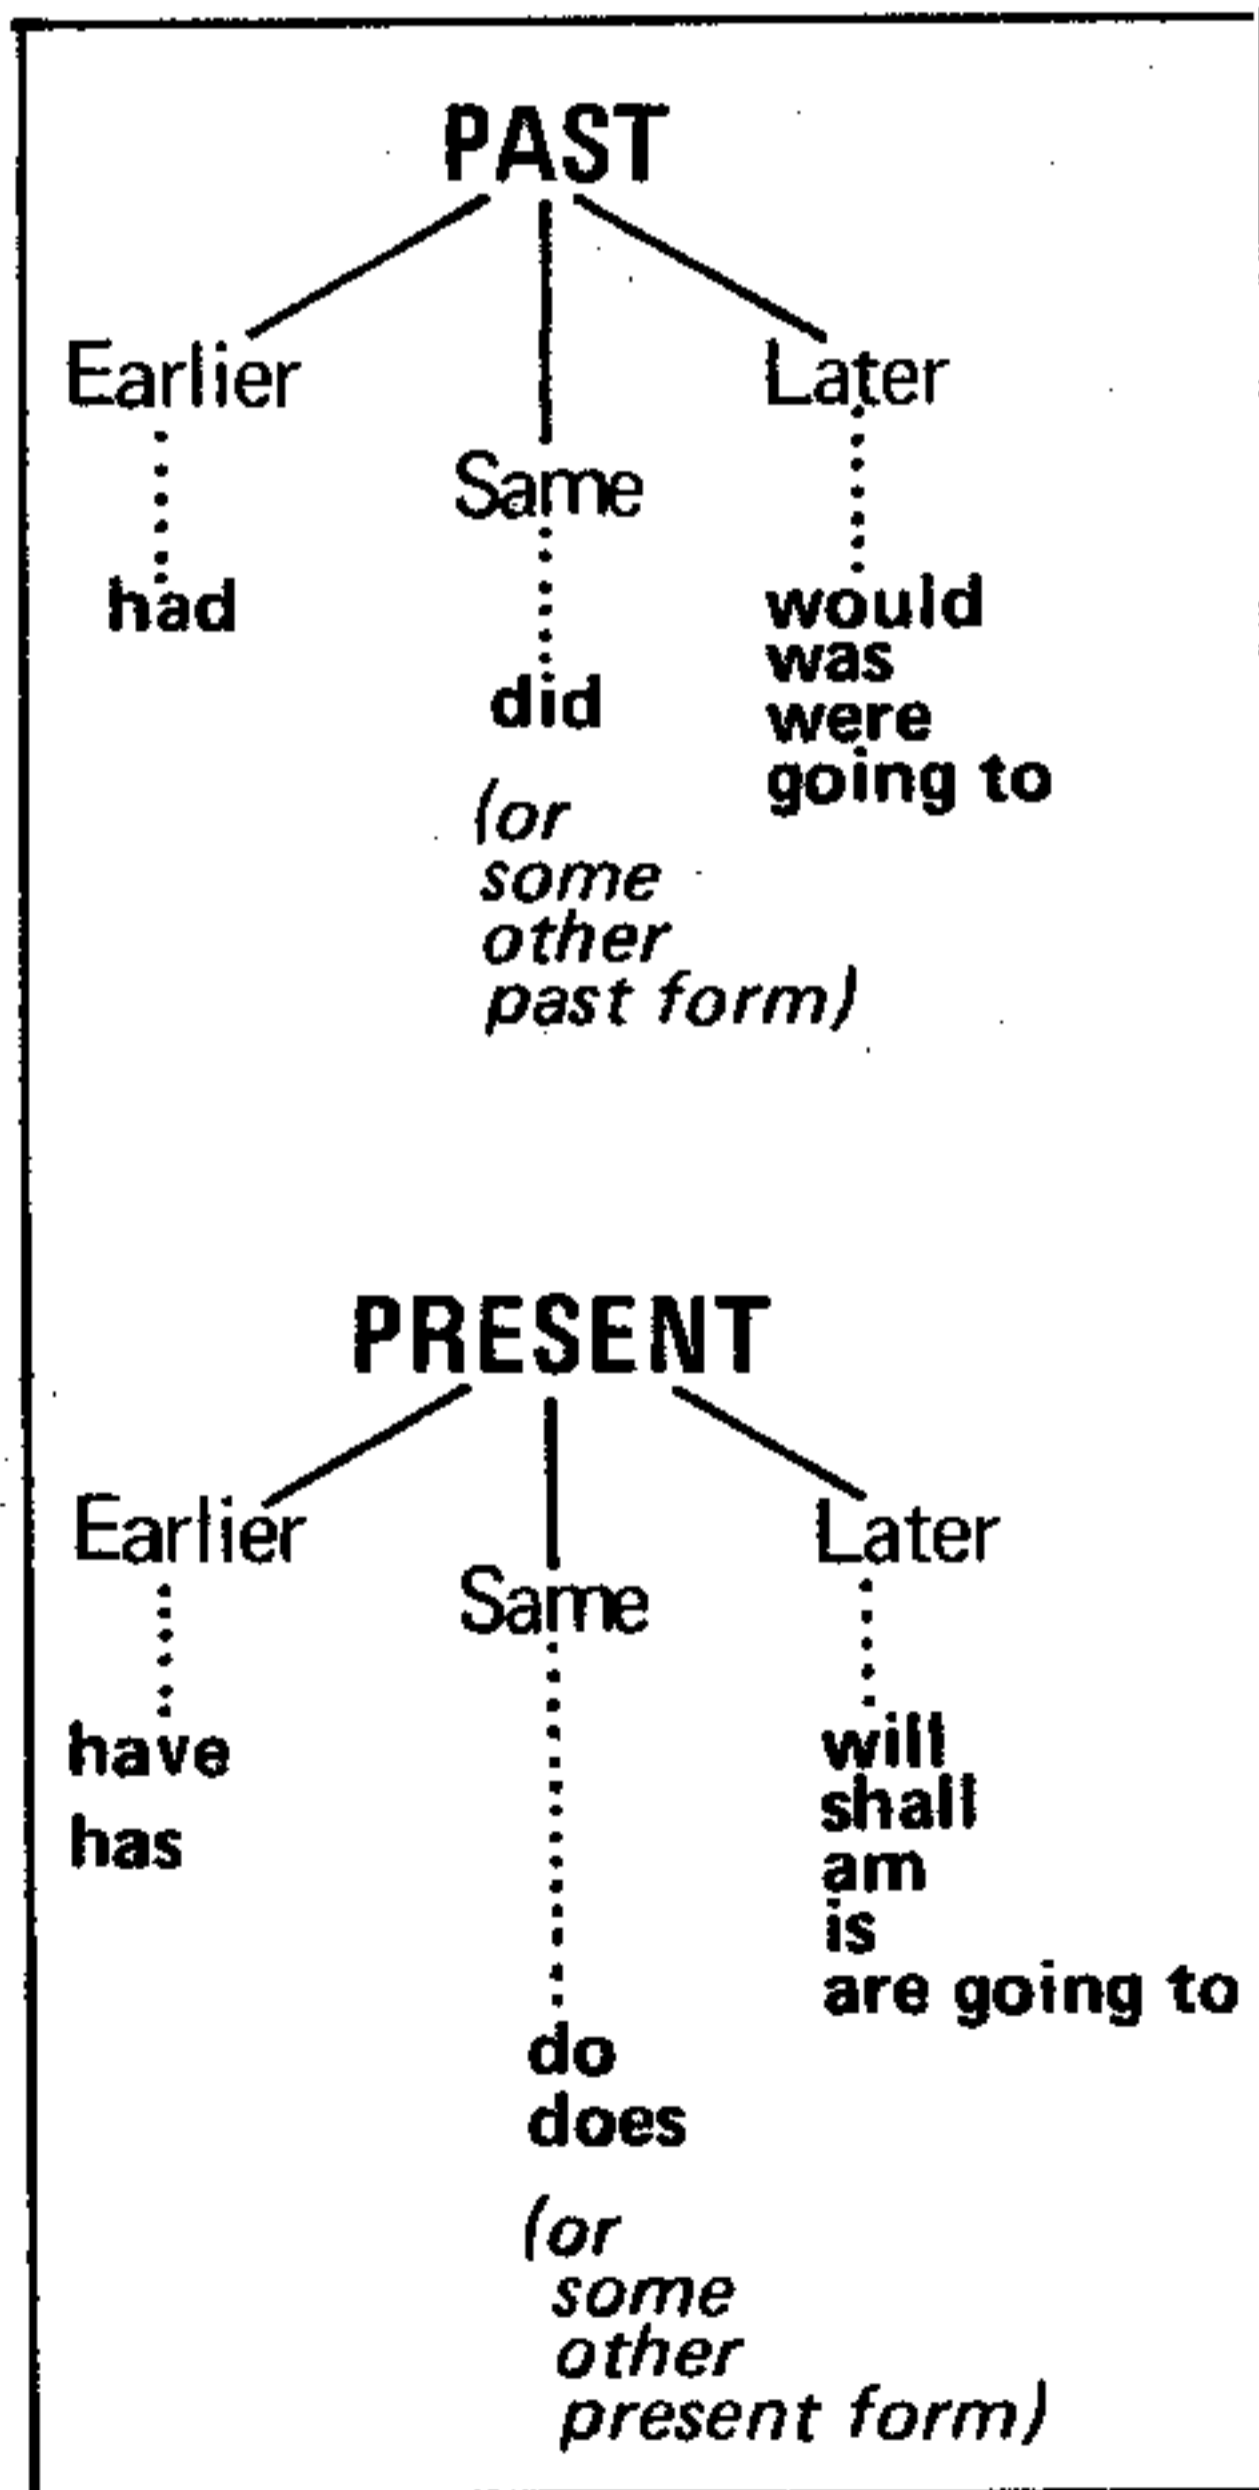 PAST
Earlier
Later
Same
had
did
would
was
were
going to
(or
some
other
past form)
PRESENT
Earlier
Later
Same
have
has
will
shall
am
is
are going to
do
does
(or
some
other
present form)